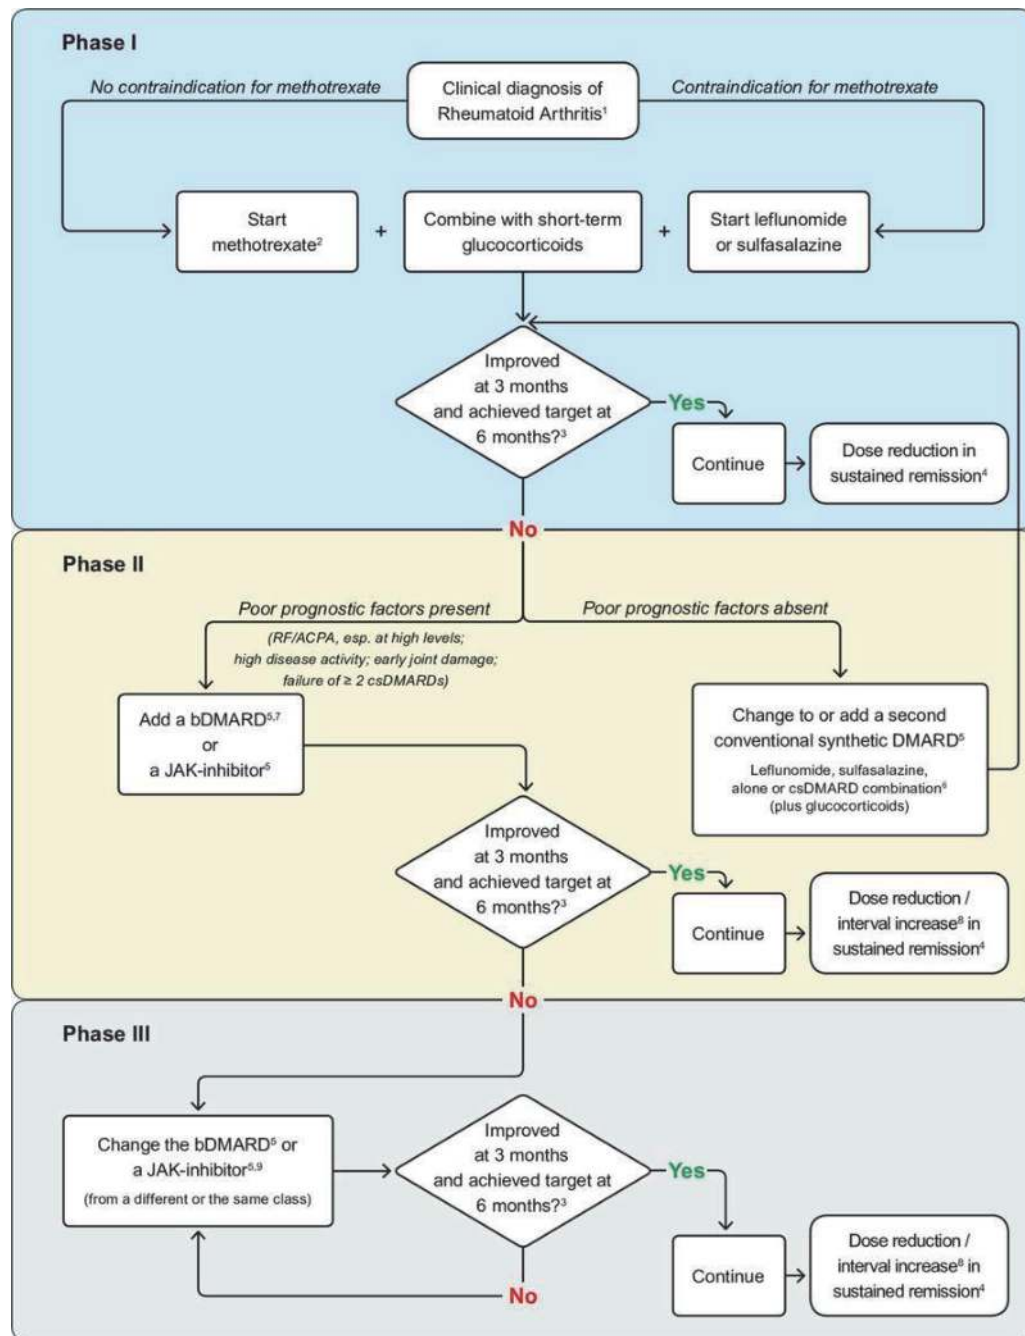 Phase I
No contraindication for methotrexate
Clinical diagnosis of
Rheumatoid Arthritis¹
Contraindication for methotrexate
Start
methotrexate²
+
Combine with short-term
glucocorticoids
+
Start leflunomide
or sulfasalazine
Improved
at 3 months
and achieved target at
6 months?³
Yes
Continue
Dose reduction in
sustained remission⁴
No
Phase II
Poor prognostic factors present
(RF/ACPA, esp. at high levels;
high disease activity; early joint damage;
failure of ≥ 2 csDMARDs)
Poor prognostic factors absent
Add a bDMARD⁵,⁷
or
a JAK-inhibitor⁵
Change to or add a second
conventional synthetic DMARD⁵
Leflunomide, sulfasalazine,
alone or csDMARD combination⁶
(plus glucocorticoids)
Improved
at 3 months
and achieved target at
6 months?³
Yes
Continue
Dose reduction /
interval increase⁸ in
sustained remission⁴
No
Phase III
Change the bDMARD⁵ or
a JAK-inhibitor⁵,⁹
(from a different or the same class)
Improved
at 3 months
and achieved target at
6 months?³
Yes
Continue
Dose reduction /
interval increase⁸ in
sustained remission⁴
No